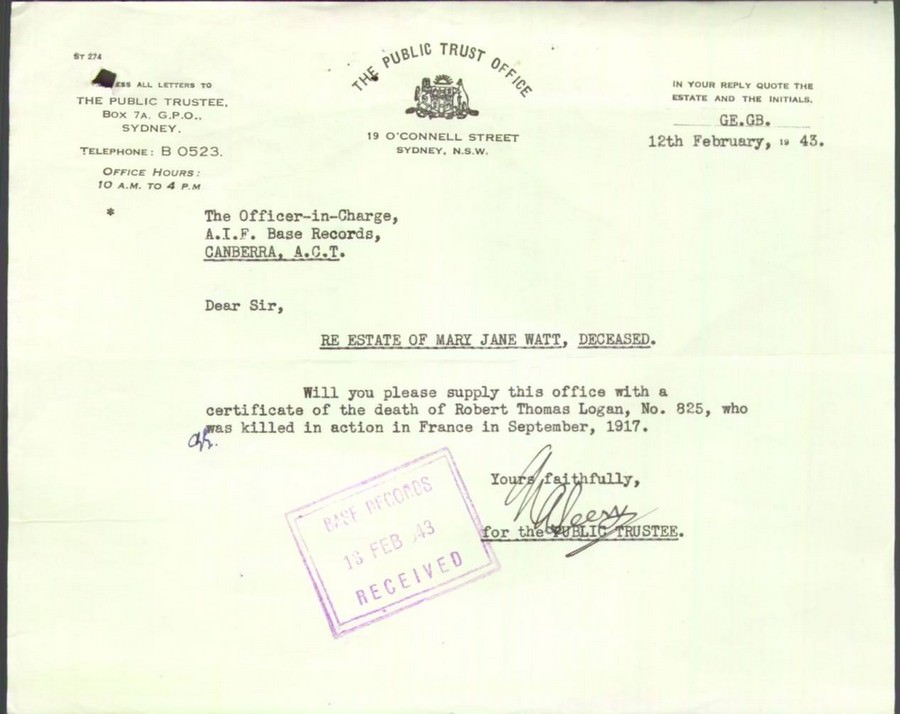 ST 274
ESS ALL LETTERS TO
THE PUBLIC TRUSTEE,
BOX 7A. G.P.O.,
SYDNEY.
TELEPHONE: B 0523.
OFFICE HOURS:
10 A.M. TO 4 P.M
THE PUBLIC TRUST OFFICE
19 O'CONNELL STREET
SYDNEY, N.S.W.
IN YOUR REPLY QUOTE THE
ESTATE AND THE INITIALS.
GE.GB.
12th February, 19 43.
*
The Officer-in-Charge,
A.I.F. Base Records,
CANBERRA, A.C.T.
Dear Sir,
RE ESTATE OF MARY JANE WATT, DECEASED.
Will you please supply this office with a
certificate of the death of Robert Thomas Logan, No. 825, who
was killed in action in France in September, 1917.
Yours faithfully,
for the PUBLIC TRUSTEE.
BASE RECORDS
16 FEB 43
RECEIVED